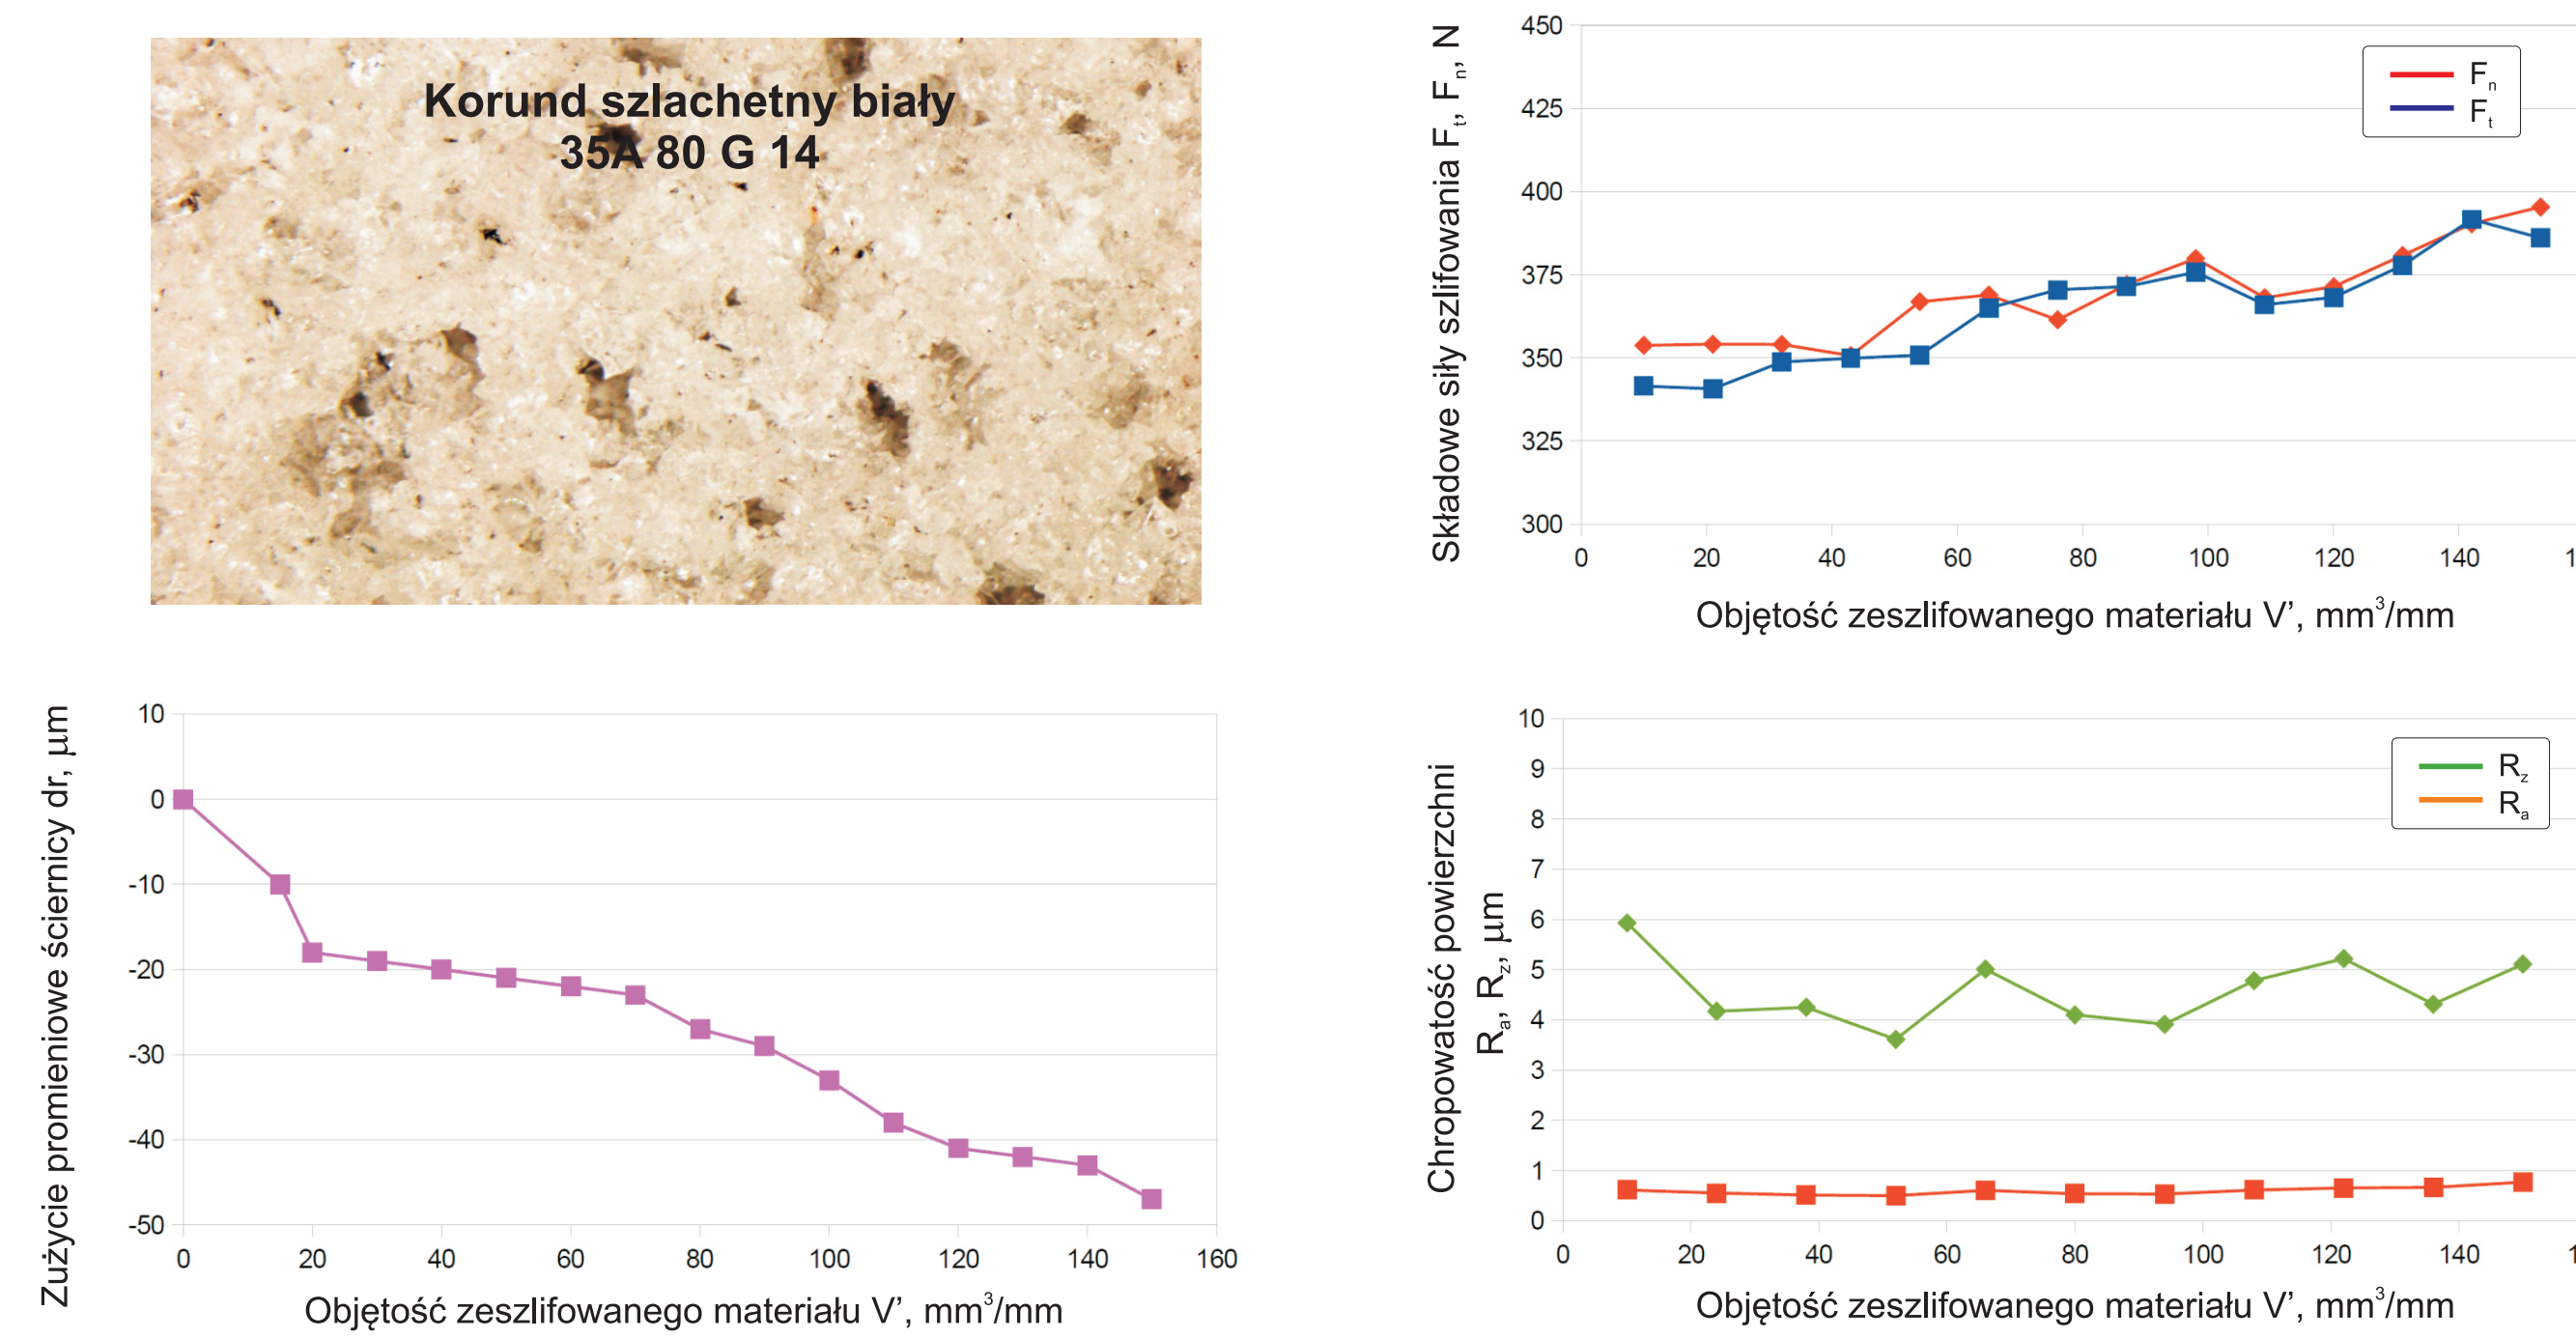 Korund szlachetny biały
35A 80 G 14
Składowe siły szlifowania Ft, Fn, N
450
425
400
375
350
325
300
Fn
Ft
0 20 40 60 80 100 120 140 1
Objętość zeszlifowanego materiału V’, mm³/mm
Zużycie promieniowe ściernicy dr, μm
10
0
-10
-20
-30
-40
-50
0 20 40 60 80 100 120 140 160
Objętość zeszlifowanego materiału V’, mm³/mm
Chropowatość powierzchni
Ra, Rz, μm
10
9
8
7
6
5
4
3
2
1
0
Rz
Ra
0 20 40 60 80 100 120 140 1
Objętość zeszlifowanego materiału V’, mm³/mm